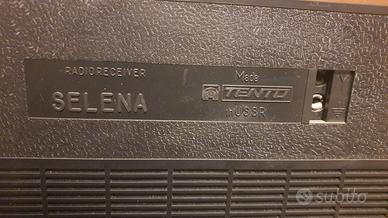 RADIORECEIVER
SELENA
Made
TENTO
in USSR
subito